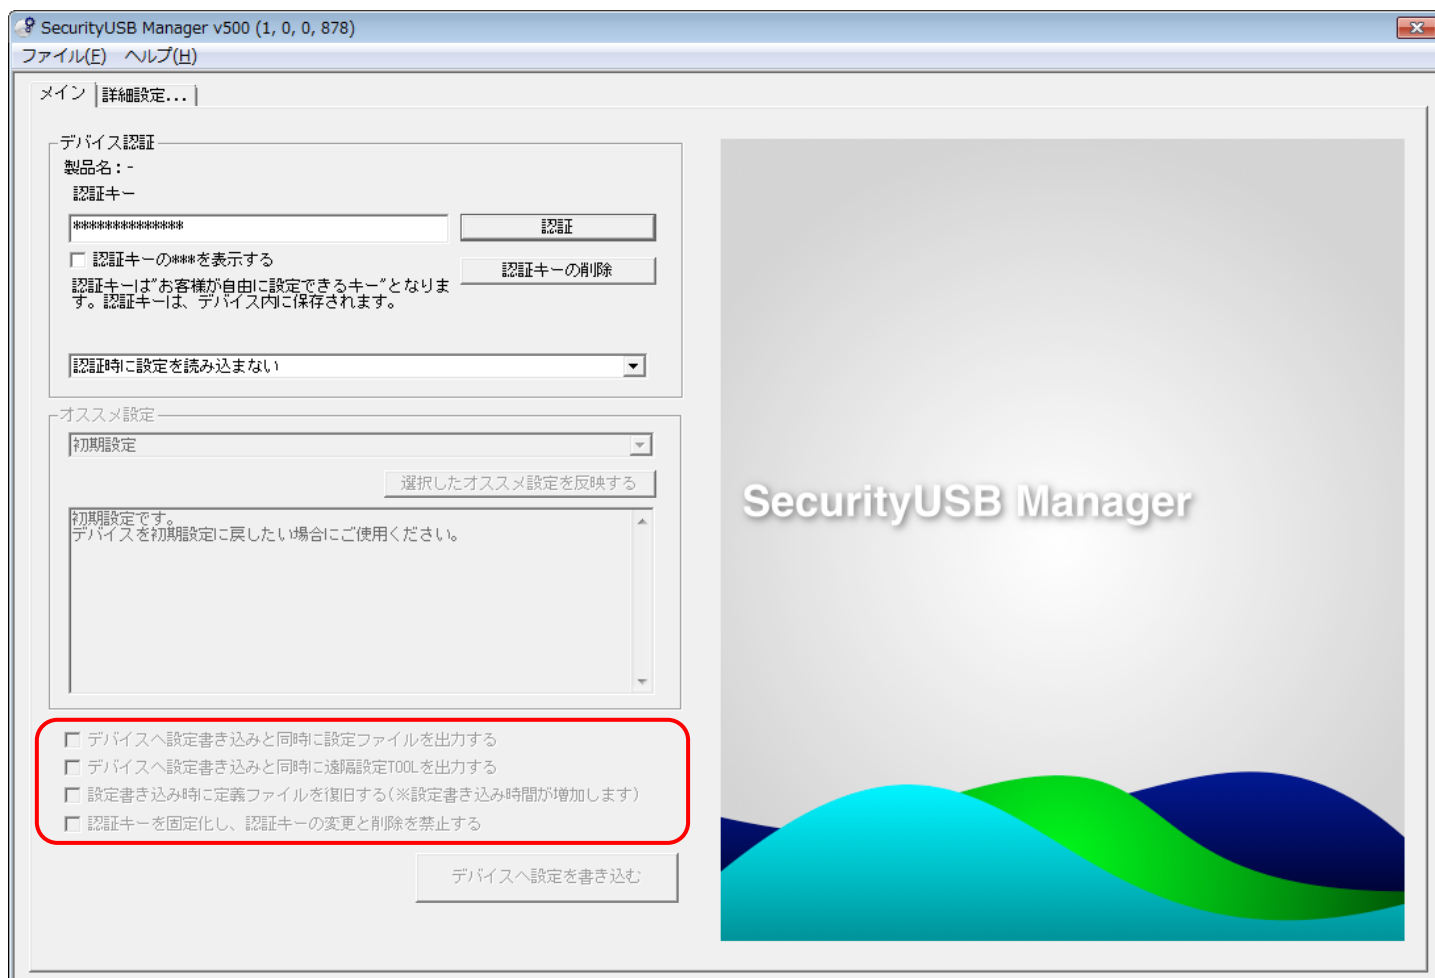 SecurityUSB Manager v500 (1, 0, 0, 878)
ファイル(F) ヘルプ(H)
メイン 詳細設定...
デバイス認証
製品名：-
認証キー
************** 認証
認証キーの***を表示する
認証キーの削除
認証キーは"お客様が自由に設定できるキー"となりま
す。認証キーは、デバイス内に保存されます。
認証時に設定を読み込まない
オススメ設定
初期設定
選択したオススメ設定を反映する
初期設定です。
デバイスを初期設定に戻したい場合にご使用ください。
デバイスへ設定書き込みと同時に設定ファイルを出力する
デバイスへ設定書き込みと同時に遠隔設定TOOLを出力する
設定書き込み時に定義ファイルを復旧する(※設定書き込み時間が増加します)
認証キーを固定化し、認証キーの変更と削除を禁止する
デバイスへ設定を書き込む
SecurityUSB Manager